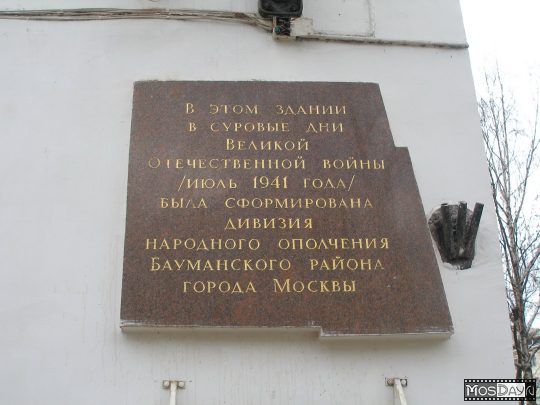 В ЭТОМ ЗДАНИИ
В СУРОВЫЕ ДНИ
ВЕЛИКОЙ
ОТЕЧЕСТВЕННОЙ ВОЙНЫ
/ИЮЛЬ 1941 ГОДА/
БЫЛА СФОРМИРОВАНА
ДИВИЗИЯ
НАРОДНОГО ОПОЛЧЕНИЯ
БАУМАНСКОГО РАЙОНА
ГОРОДА МОСКВЫ
MOSDAY.RU